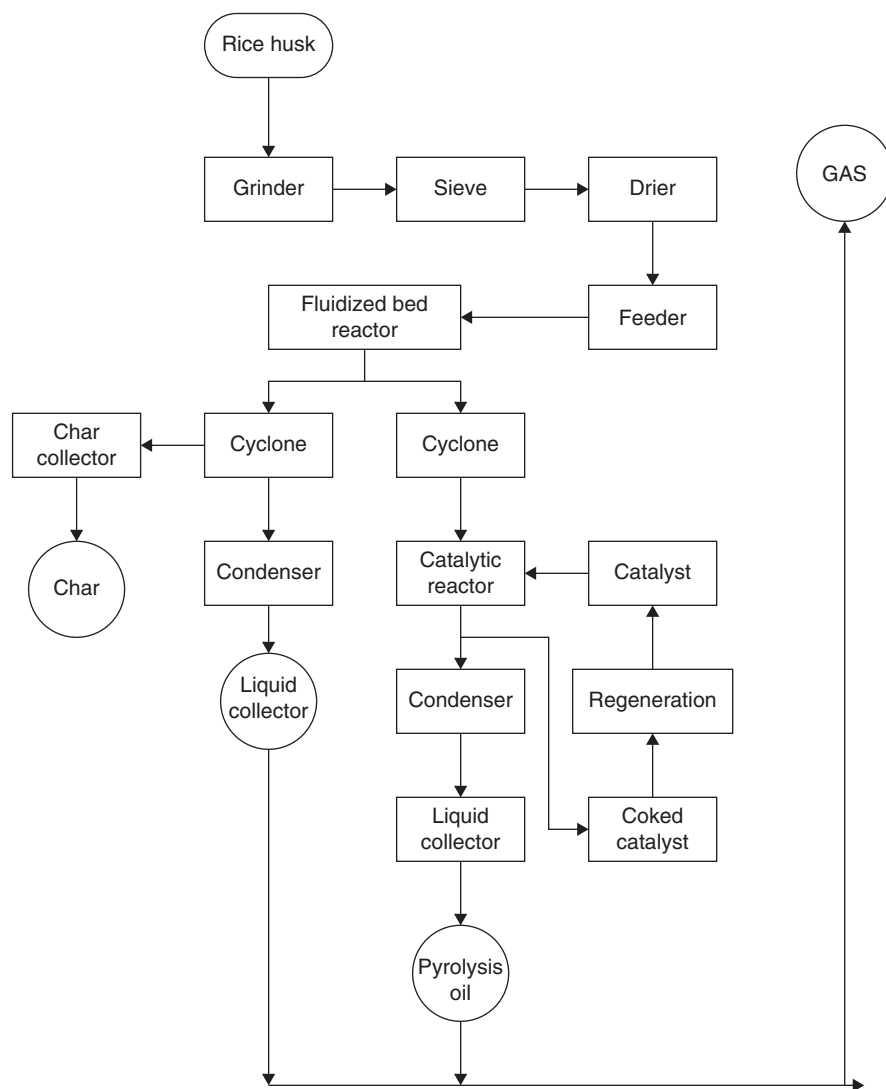 Rice husk
GAS
Grinder
Sieve
Drier
Fluidized bed
reactor
Feeder
Char
collector
Cyclone
Cyclone
Char
Condenser
Catalytic
reactor
Catalyst
Liquid
collector
Condenser
Regeneration
Liquid
collector
Coked
catalyst
Pyrolysis
oil